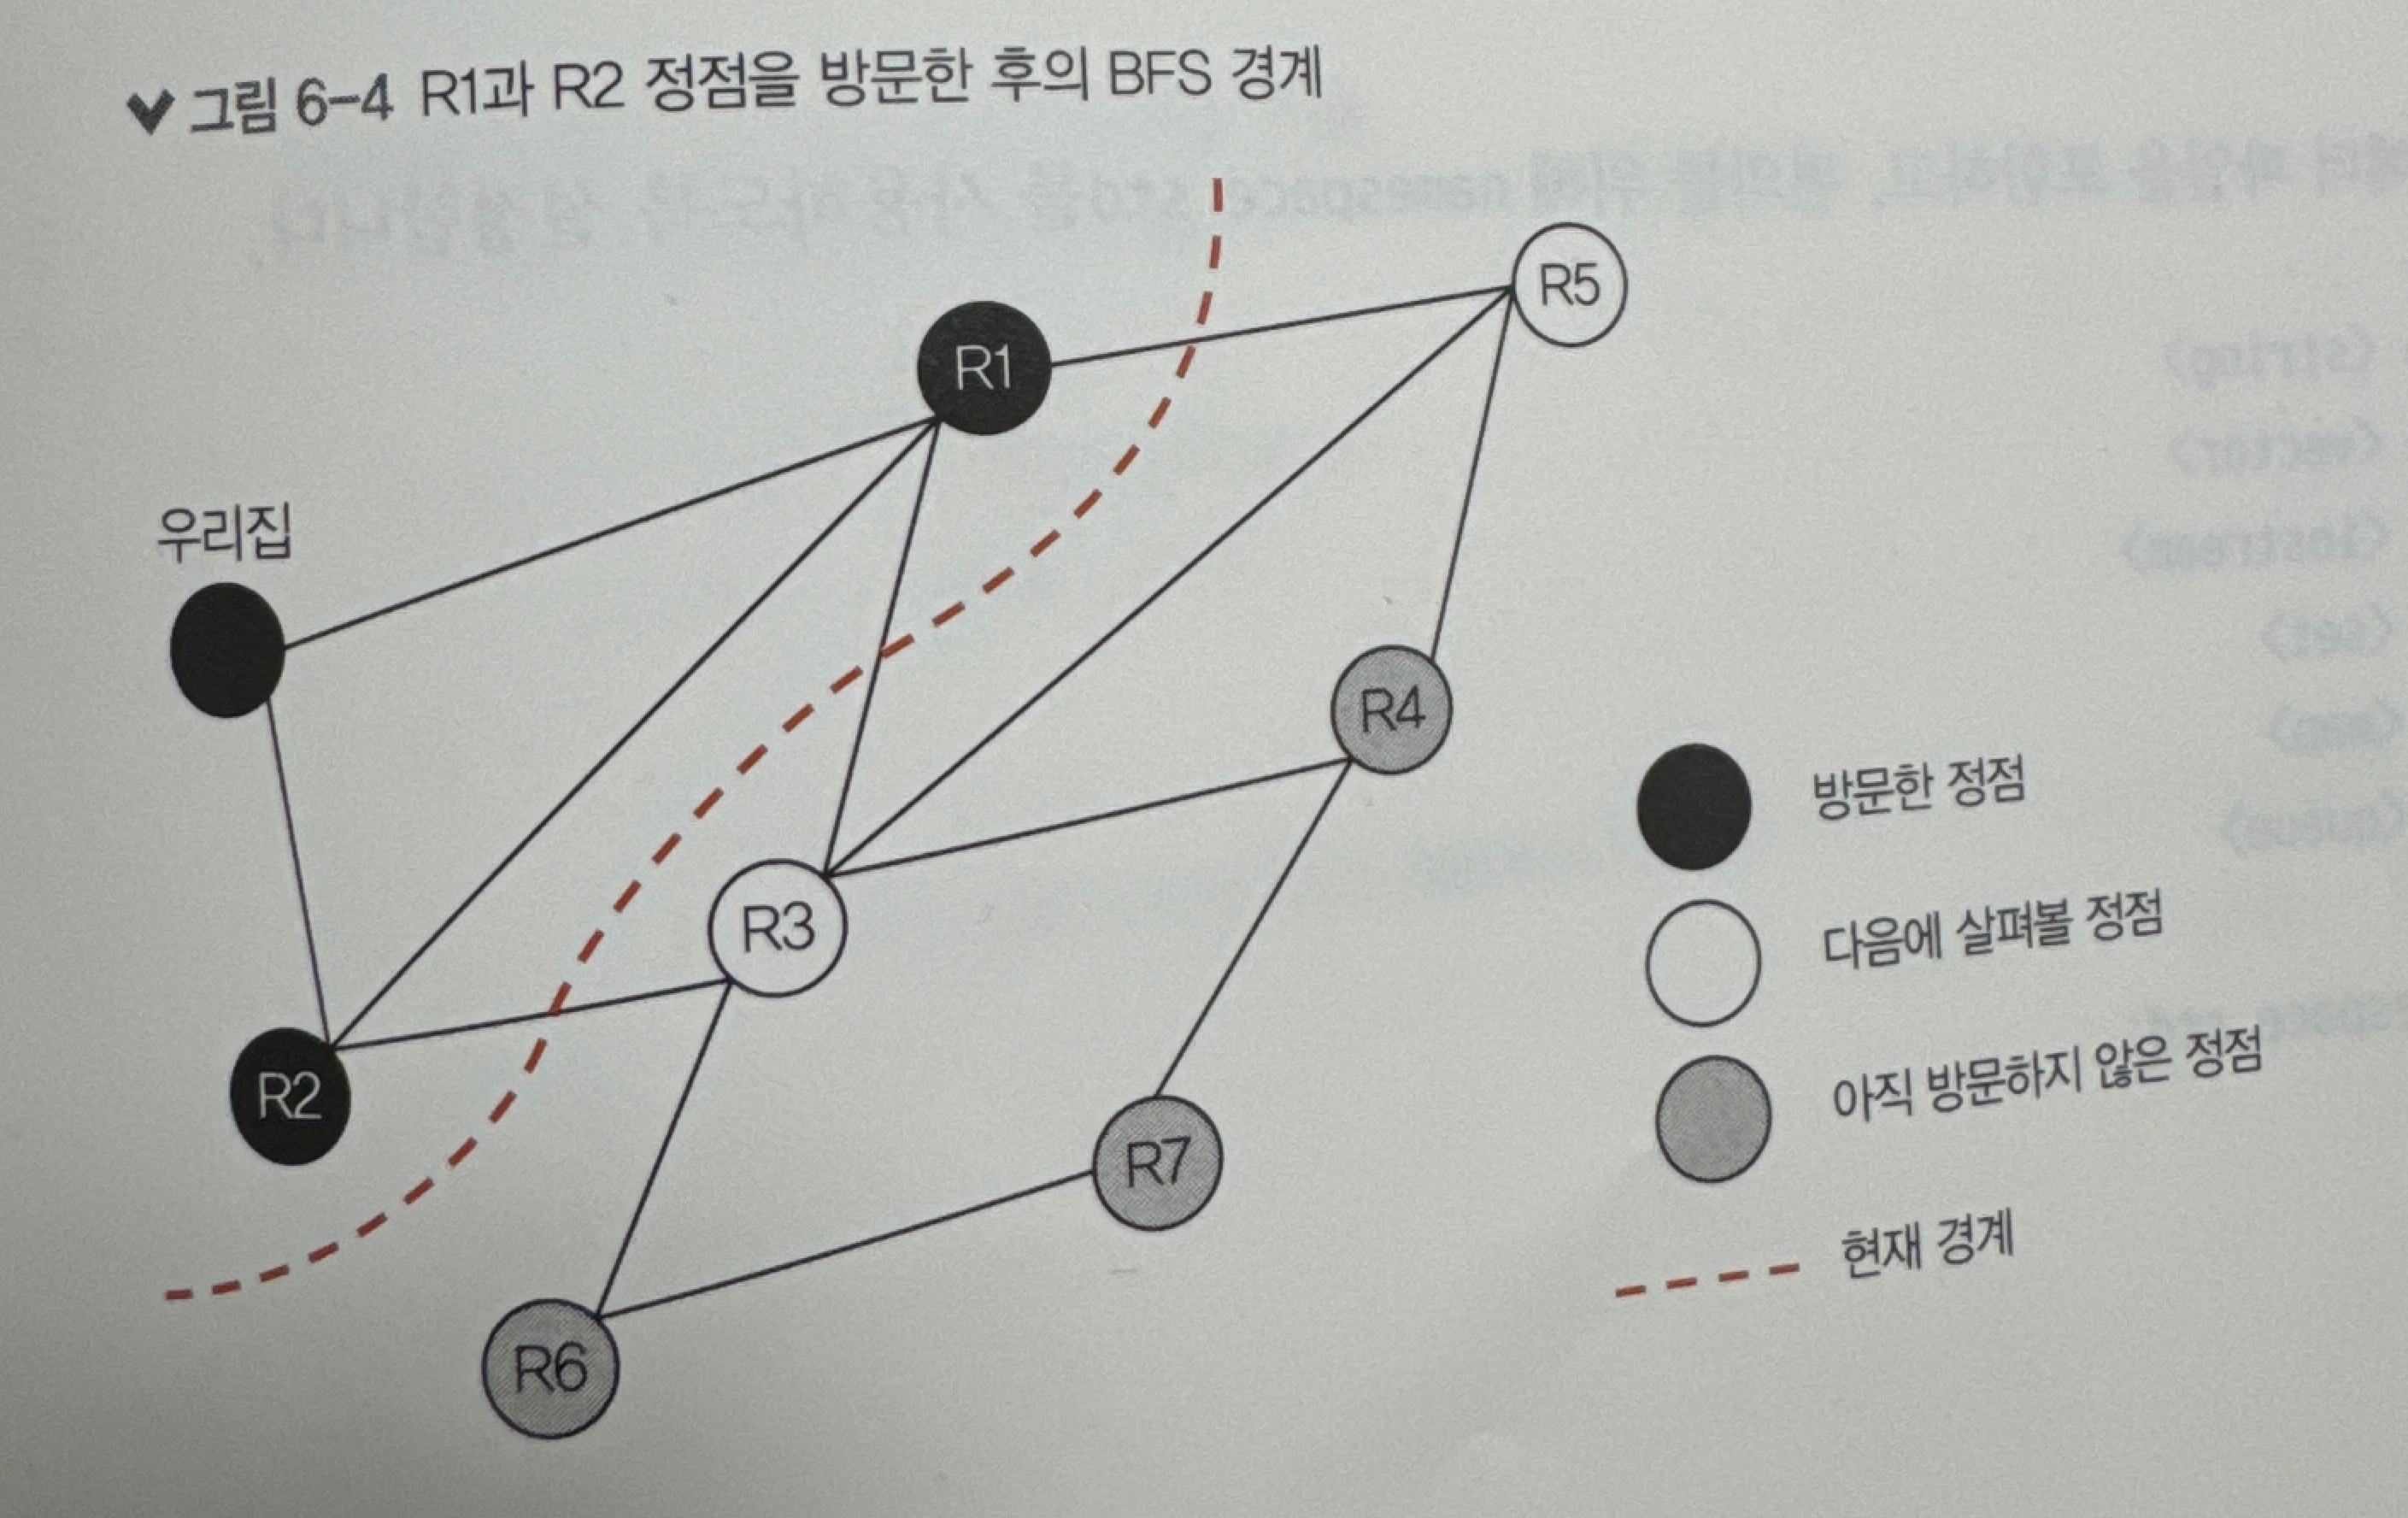 그림 6-4 R1과 R2 정점을 방문한 후의 BFS 경계
R5
R1
우리집
R4
방문한 정점
R3
다음에 살펴볼 정점
R2
아직 방문하지 않은 정점
R7
현재 경계
R6